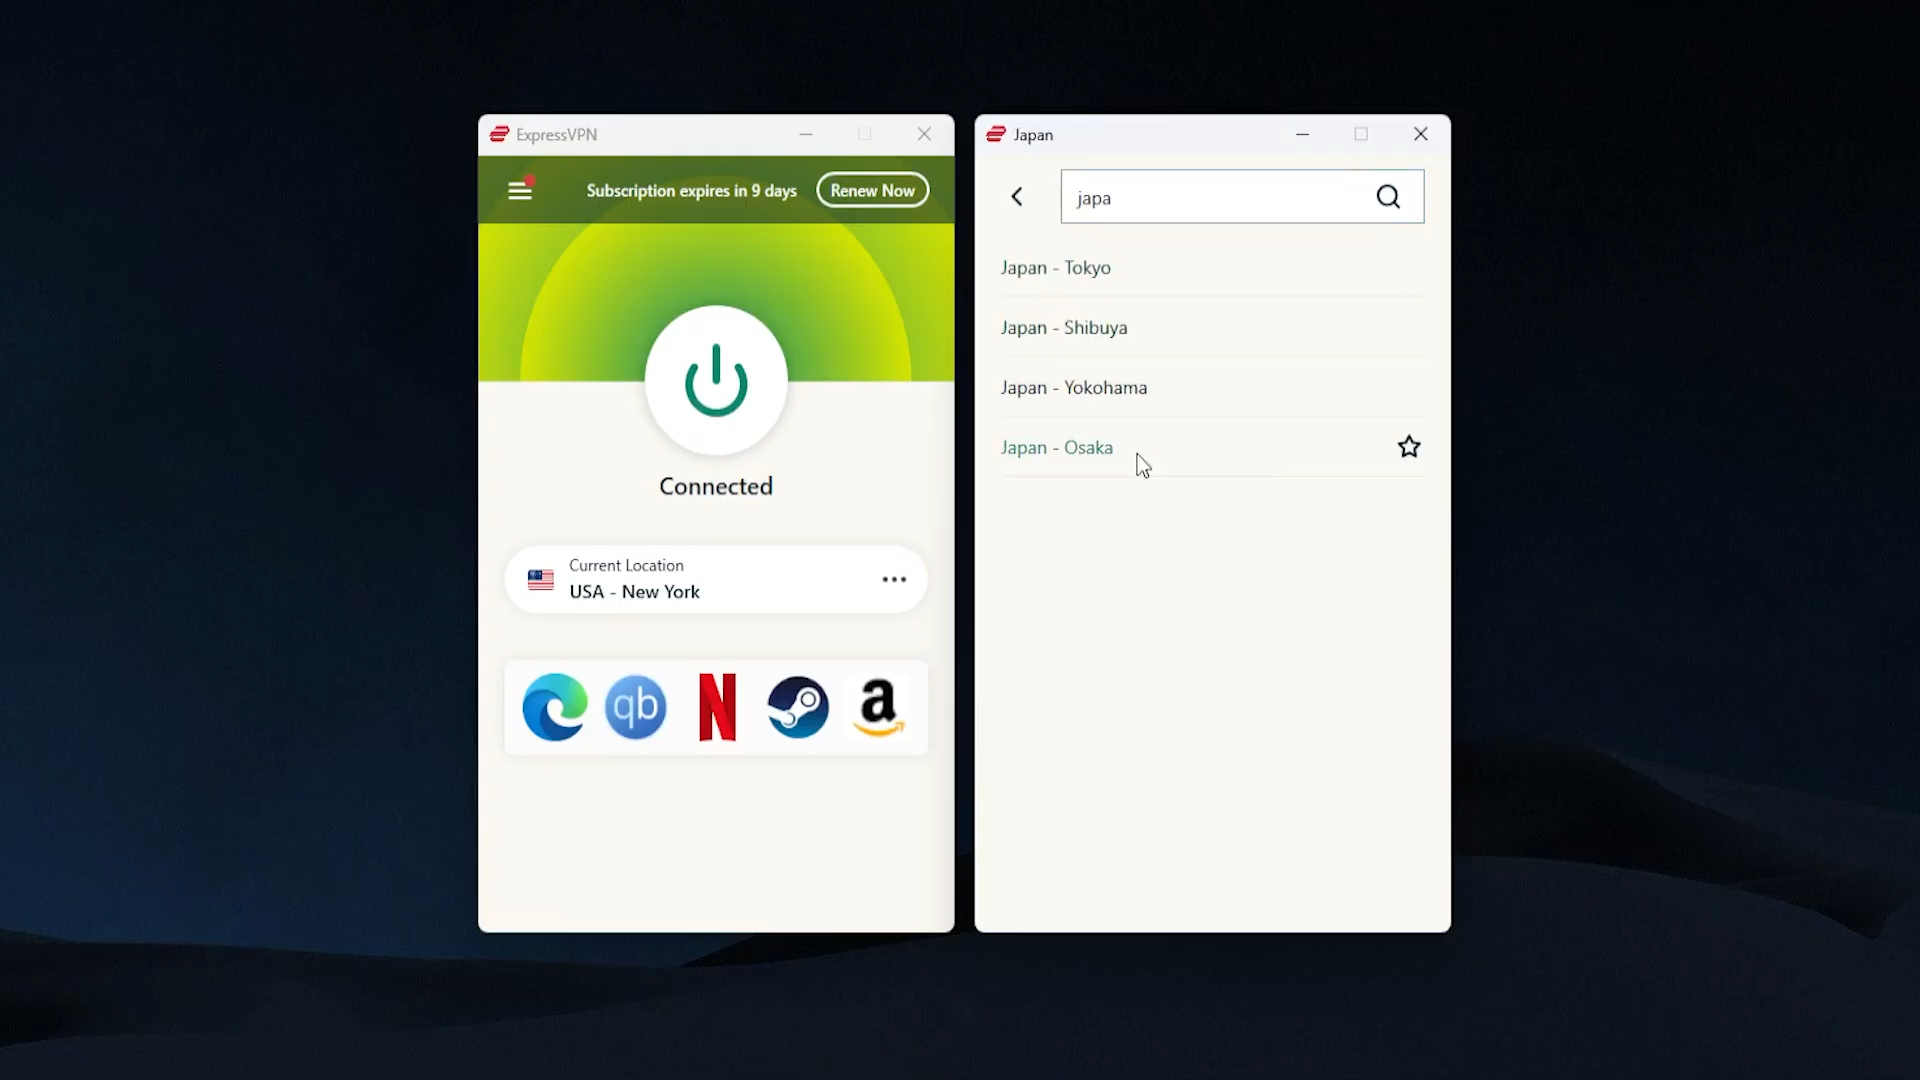 ExpressVPN
Subscription expires in 9 days
Renew Now
Connected
Current Location
USA - New York
qb
N
a
Japan
japa
Japan - Tokyo
Japan - Shibuya
Japan - Yokohama
Japan - Osaka